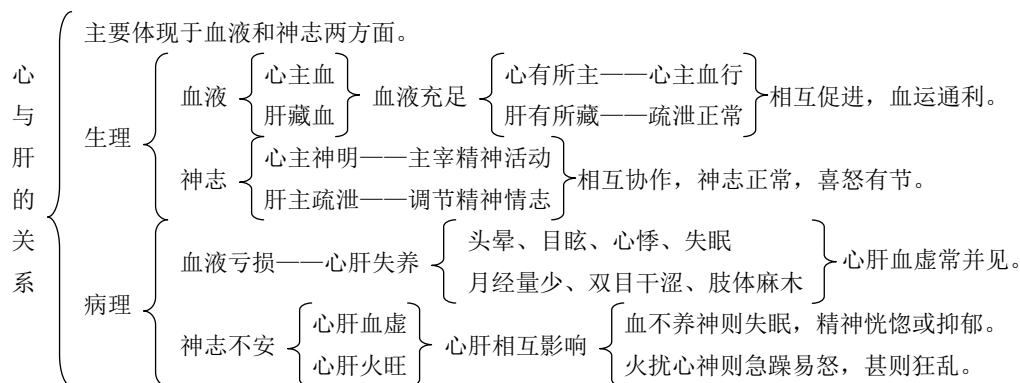 心与肝的关系
主要体现于血液和神志两方面。
生理
血液
心主血
肝藏血
血液充足
心有所主——心主血行
肝有所藏——疏泄正常
相互促进，血运通利。
神志
心主神明——主宰精神活动
肝主疏泄——调节精神情志
相互协作，神志正常，喜怒有节。
病理
血液亏损——心肝失养
头晕、目眩、心悸、失眠
月经量少、双目干涩、肢体麻木
心肝血虚常并见。
神志不安
心肝血虚
心肝火旺
心肝相互影响
血不养神则失眠，精神恍惚或抑郁。
火扰心神则急躁易怒，甚则狂乱。